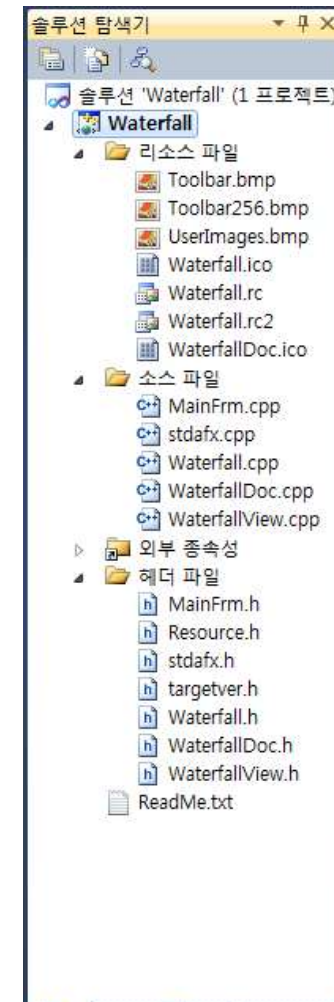 솔루션 탐색기
솔루션 'Waterfall' (1 프로젝트)
Waterfall
리소스 파일
Toolbar.bmp
Toolbar256.bmp
UserImages.bmp
Waterfall.ico
Waterfall.rc
Waterfall.rc2
WaterfallDoc.ico
소스 파일
MainFrm.cpp
stdafx.cpp
Waterfall.cpp
WaterfallDoc.cpp
WaterfallView.cpp
외부 종속성
헤더 파일
MainFrm.h
Resource.h
stdafx.h
targetver.h
Waterfall.h
WaterfallDoc.h
WaterfallView.h
ReadMe.txt